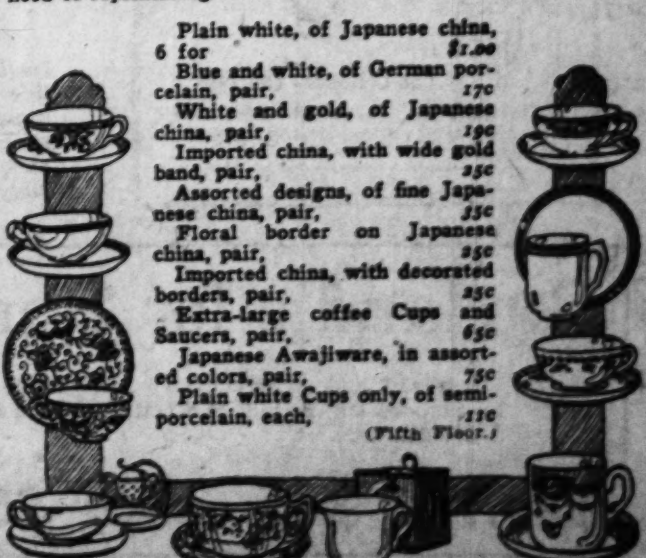 Plain white, of Japanese china,
6 for $1.00
Blue and white, of German por-
celain, pair, 17c
White and gold, of Japanese
china, pair, 19c
Imported china, with wide gold
band, pair, 25c
Assorted designs, of fine Japa-
nese china, pair, 35c
Floral border on Japanese
china, pair, 25c
Imported china, with decorated
borders, pair, 25c
Extra-large coffee Cups and
Saucers, pair, 65c
Japanese Awajiware, in assort-
ed colors, pair, 75c
Plain white Cups only, of semi-
porcelain, each, 11c
(Fifth Floor.)